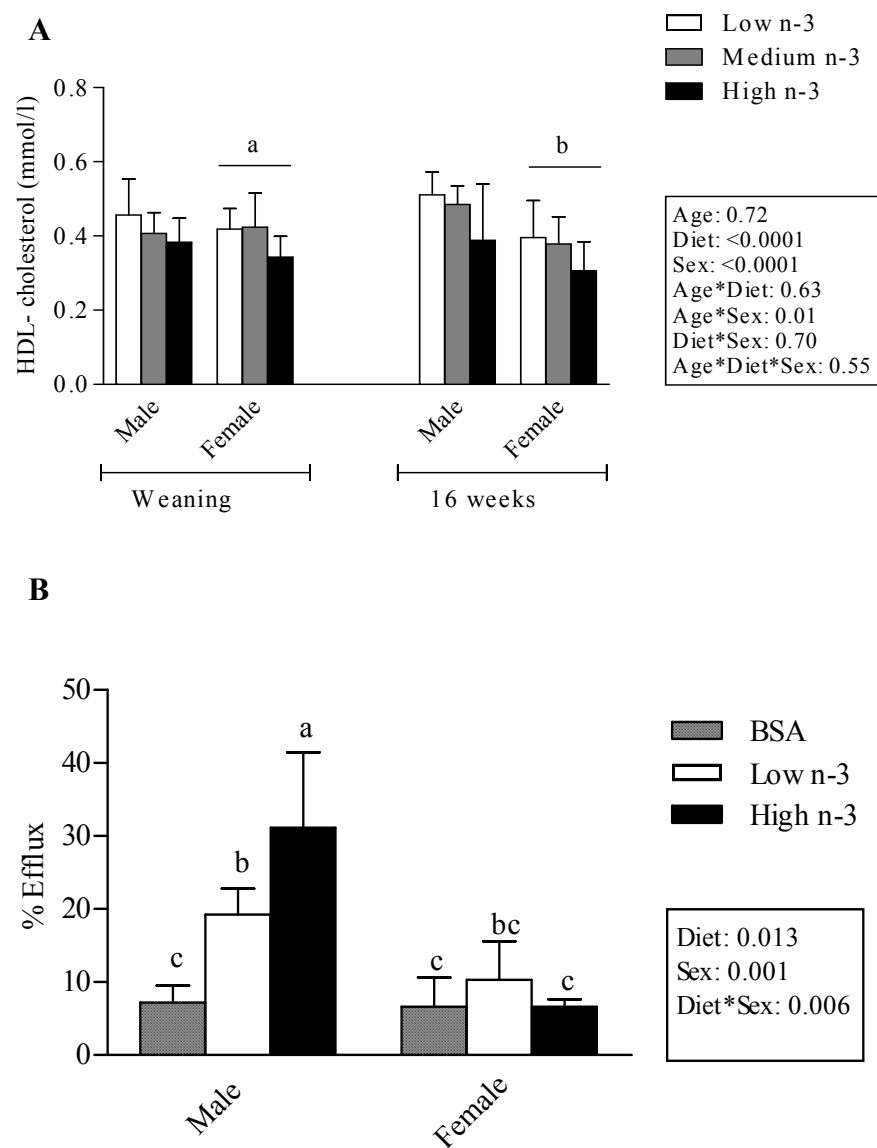 A
Low n-3
Medium n-3
High n-3
HDL- cholesterol (mmol/l)
0.8
0.6
0.4
0.2
0.0
a
b
Male
Female
Male
Female
Weaning
16 weeks
Age: 0.72
Diet: <0.0001
Sex: <0.0001
Age*Diet: 0.63
Age*Sex: 0.01
Diet*Sex: 0.70
Age*Diet*Sex: 0.55
B
% Efflux
50
40
30
20
10
0
c
b
a
c
bc
c
Male
Female
BSA
Low n-3
High n-3
Diet: 0.013
Sex: 0.001
Diet*Sex: 0.006